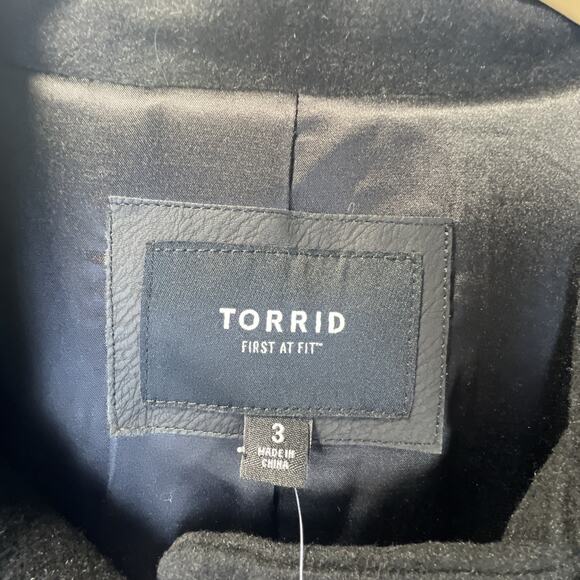 TORRID
FIRST AT FIT™
3
MADE IN
CHINA